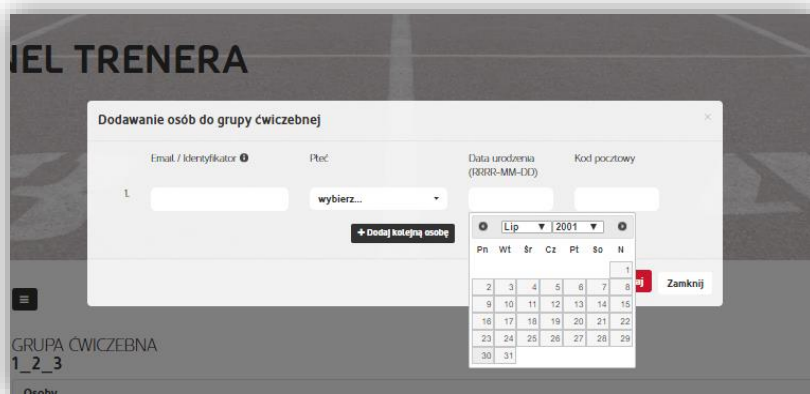 NEL TRENERA
Dodawanie osób do grupy ćwiczebnej ×
Email / Identyfikator Płeć Data urodzenia Kod pocztowy
(RRRR-MM-DD)
1. wybierz...
+ Dodaj kolejną osobę
Lip 2001
Pn Wt Śr Cz Pt So N
1
2 3 4 5 6 7 8
9 10 11 12 13 14 15
16 17 18 19 20 21 22
23 24 25 26 27 28 29
30 31
Zamknij
GRUPA ĆWICZEBNA
1_2_3
Osoby